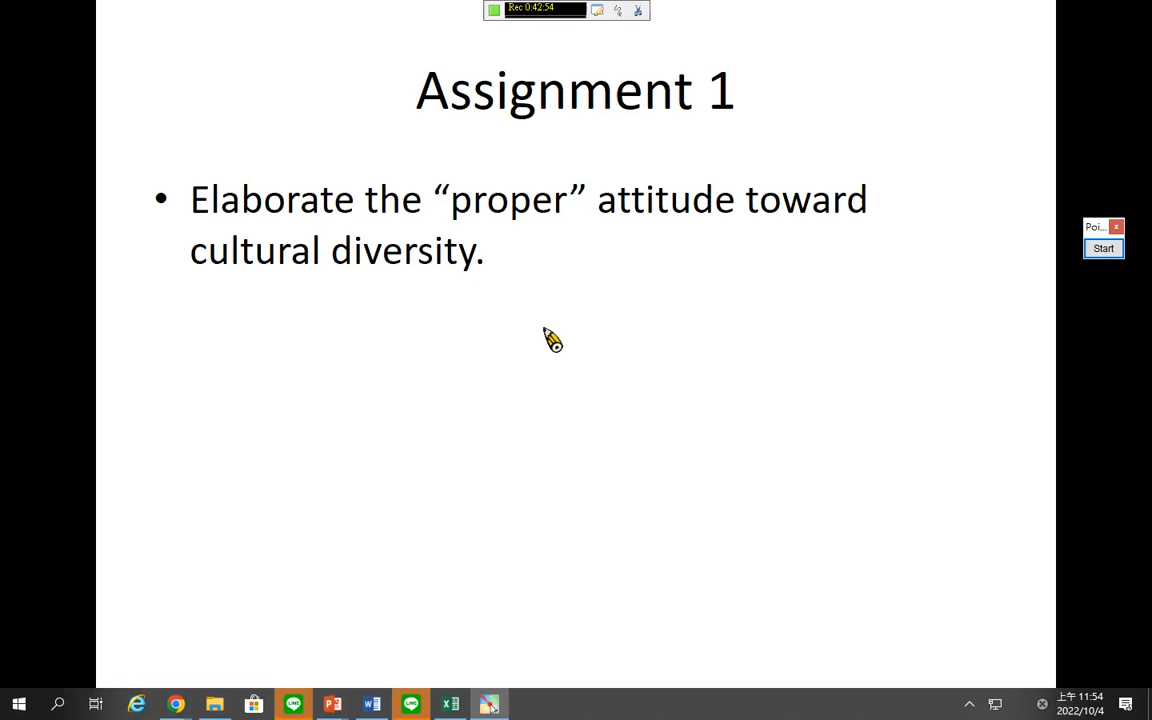 Rec 0:42:54
Assignment 1
• Elaborate the “proper” attitude toward
cultural diversity.
Poi...
Start
上午 11:54
2022/10/4